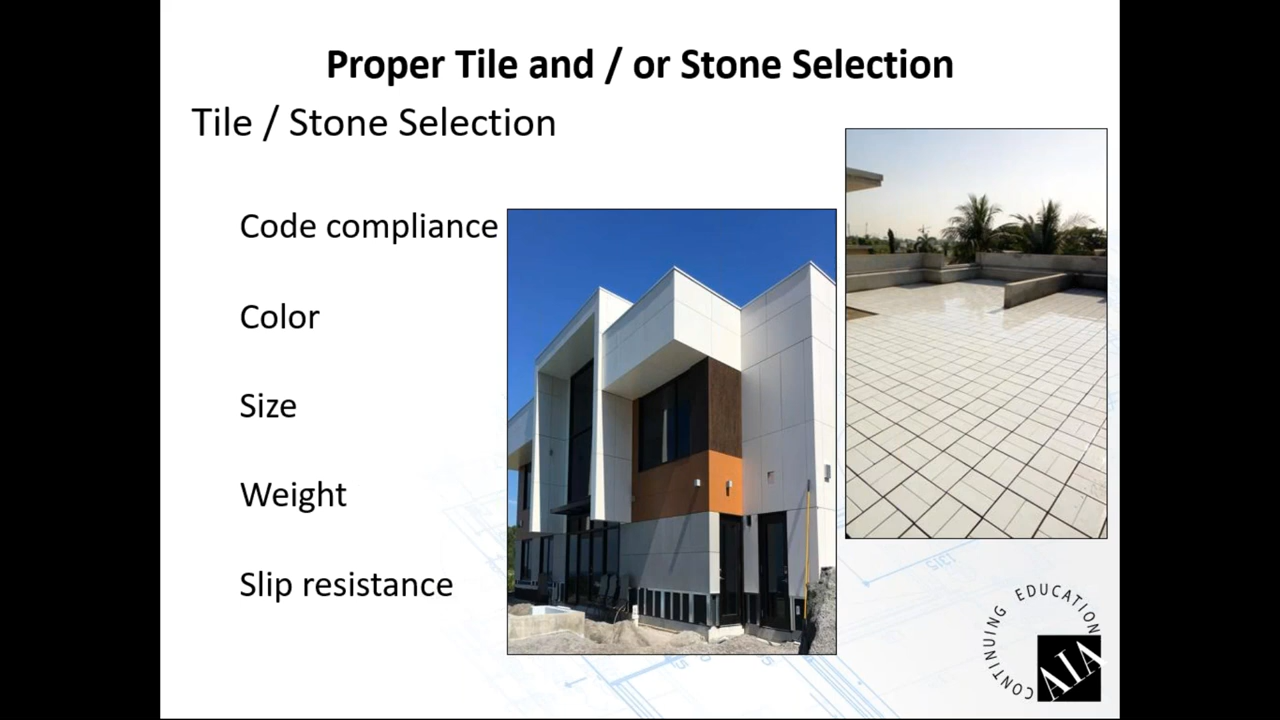 Proper Tile and / or Stone Selection
Tile / Stone Selection
Code compliance
Color
Size
Weight
Slip resistance
1315
CONTINUING EDUCATION
AIA